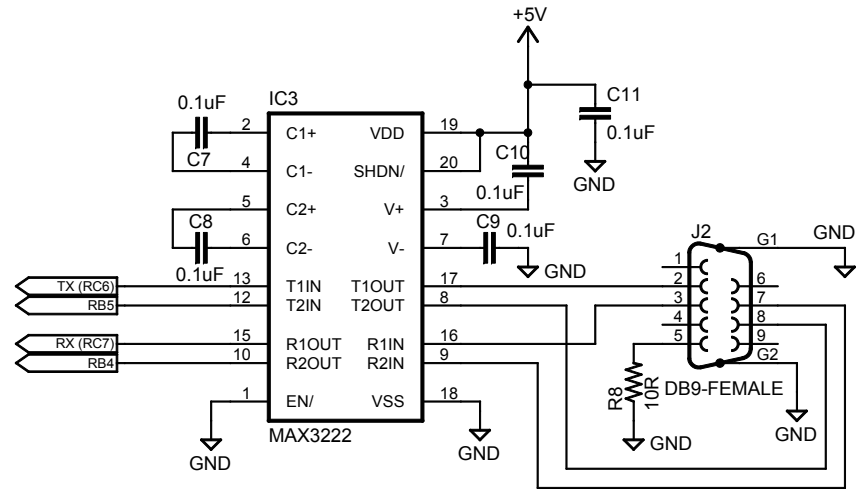 +5V
IC3
0.1uF
C7
C11
0.1uF
GND
2 C1+ VDD 19
4 C1- SHDN/ 20
C10
0.1uF
5 C2+ V+ 3
C8
0.1uF
6 C2- V- 7
C9
0.1uF
GND
TX (RC6) 13 T1IN T1OUT 17
RB5 12 T2IN T2OUT 8
RX (RC7) 15 R1OUT R1IN 16
RB4 10 R2OUT R2IN 9
1 EN/ VSS 18
GND
MAX3222
GND
J2
G1
GND
1
2 6
3 7
4 8
5 9
G2
DB9-FEMALE
R8
10R
GND
GND